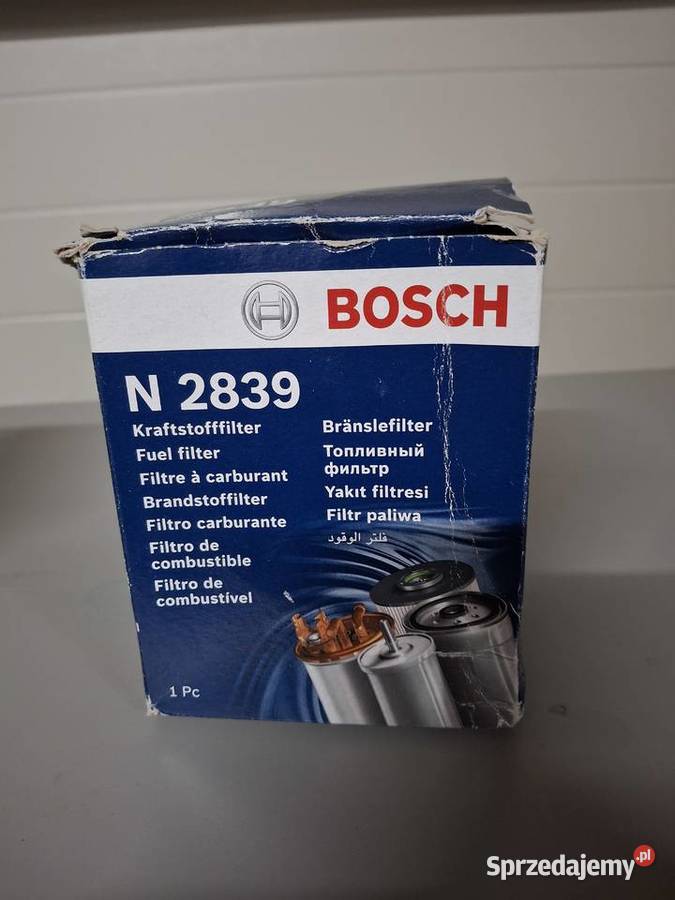 BOSCH
N 2839
Kraftstofffilter
Fuel filter
Filtre à carburant
Brandstoffilter
Filtro carburante
Filtro de
combustible
Filtro de
combustível
Bränslefilter
Топливный
фильтр
Yakıt filtresi
Filtr paliwa
فلتر الوقود
1 Pc
Sprzedajemy.pl